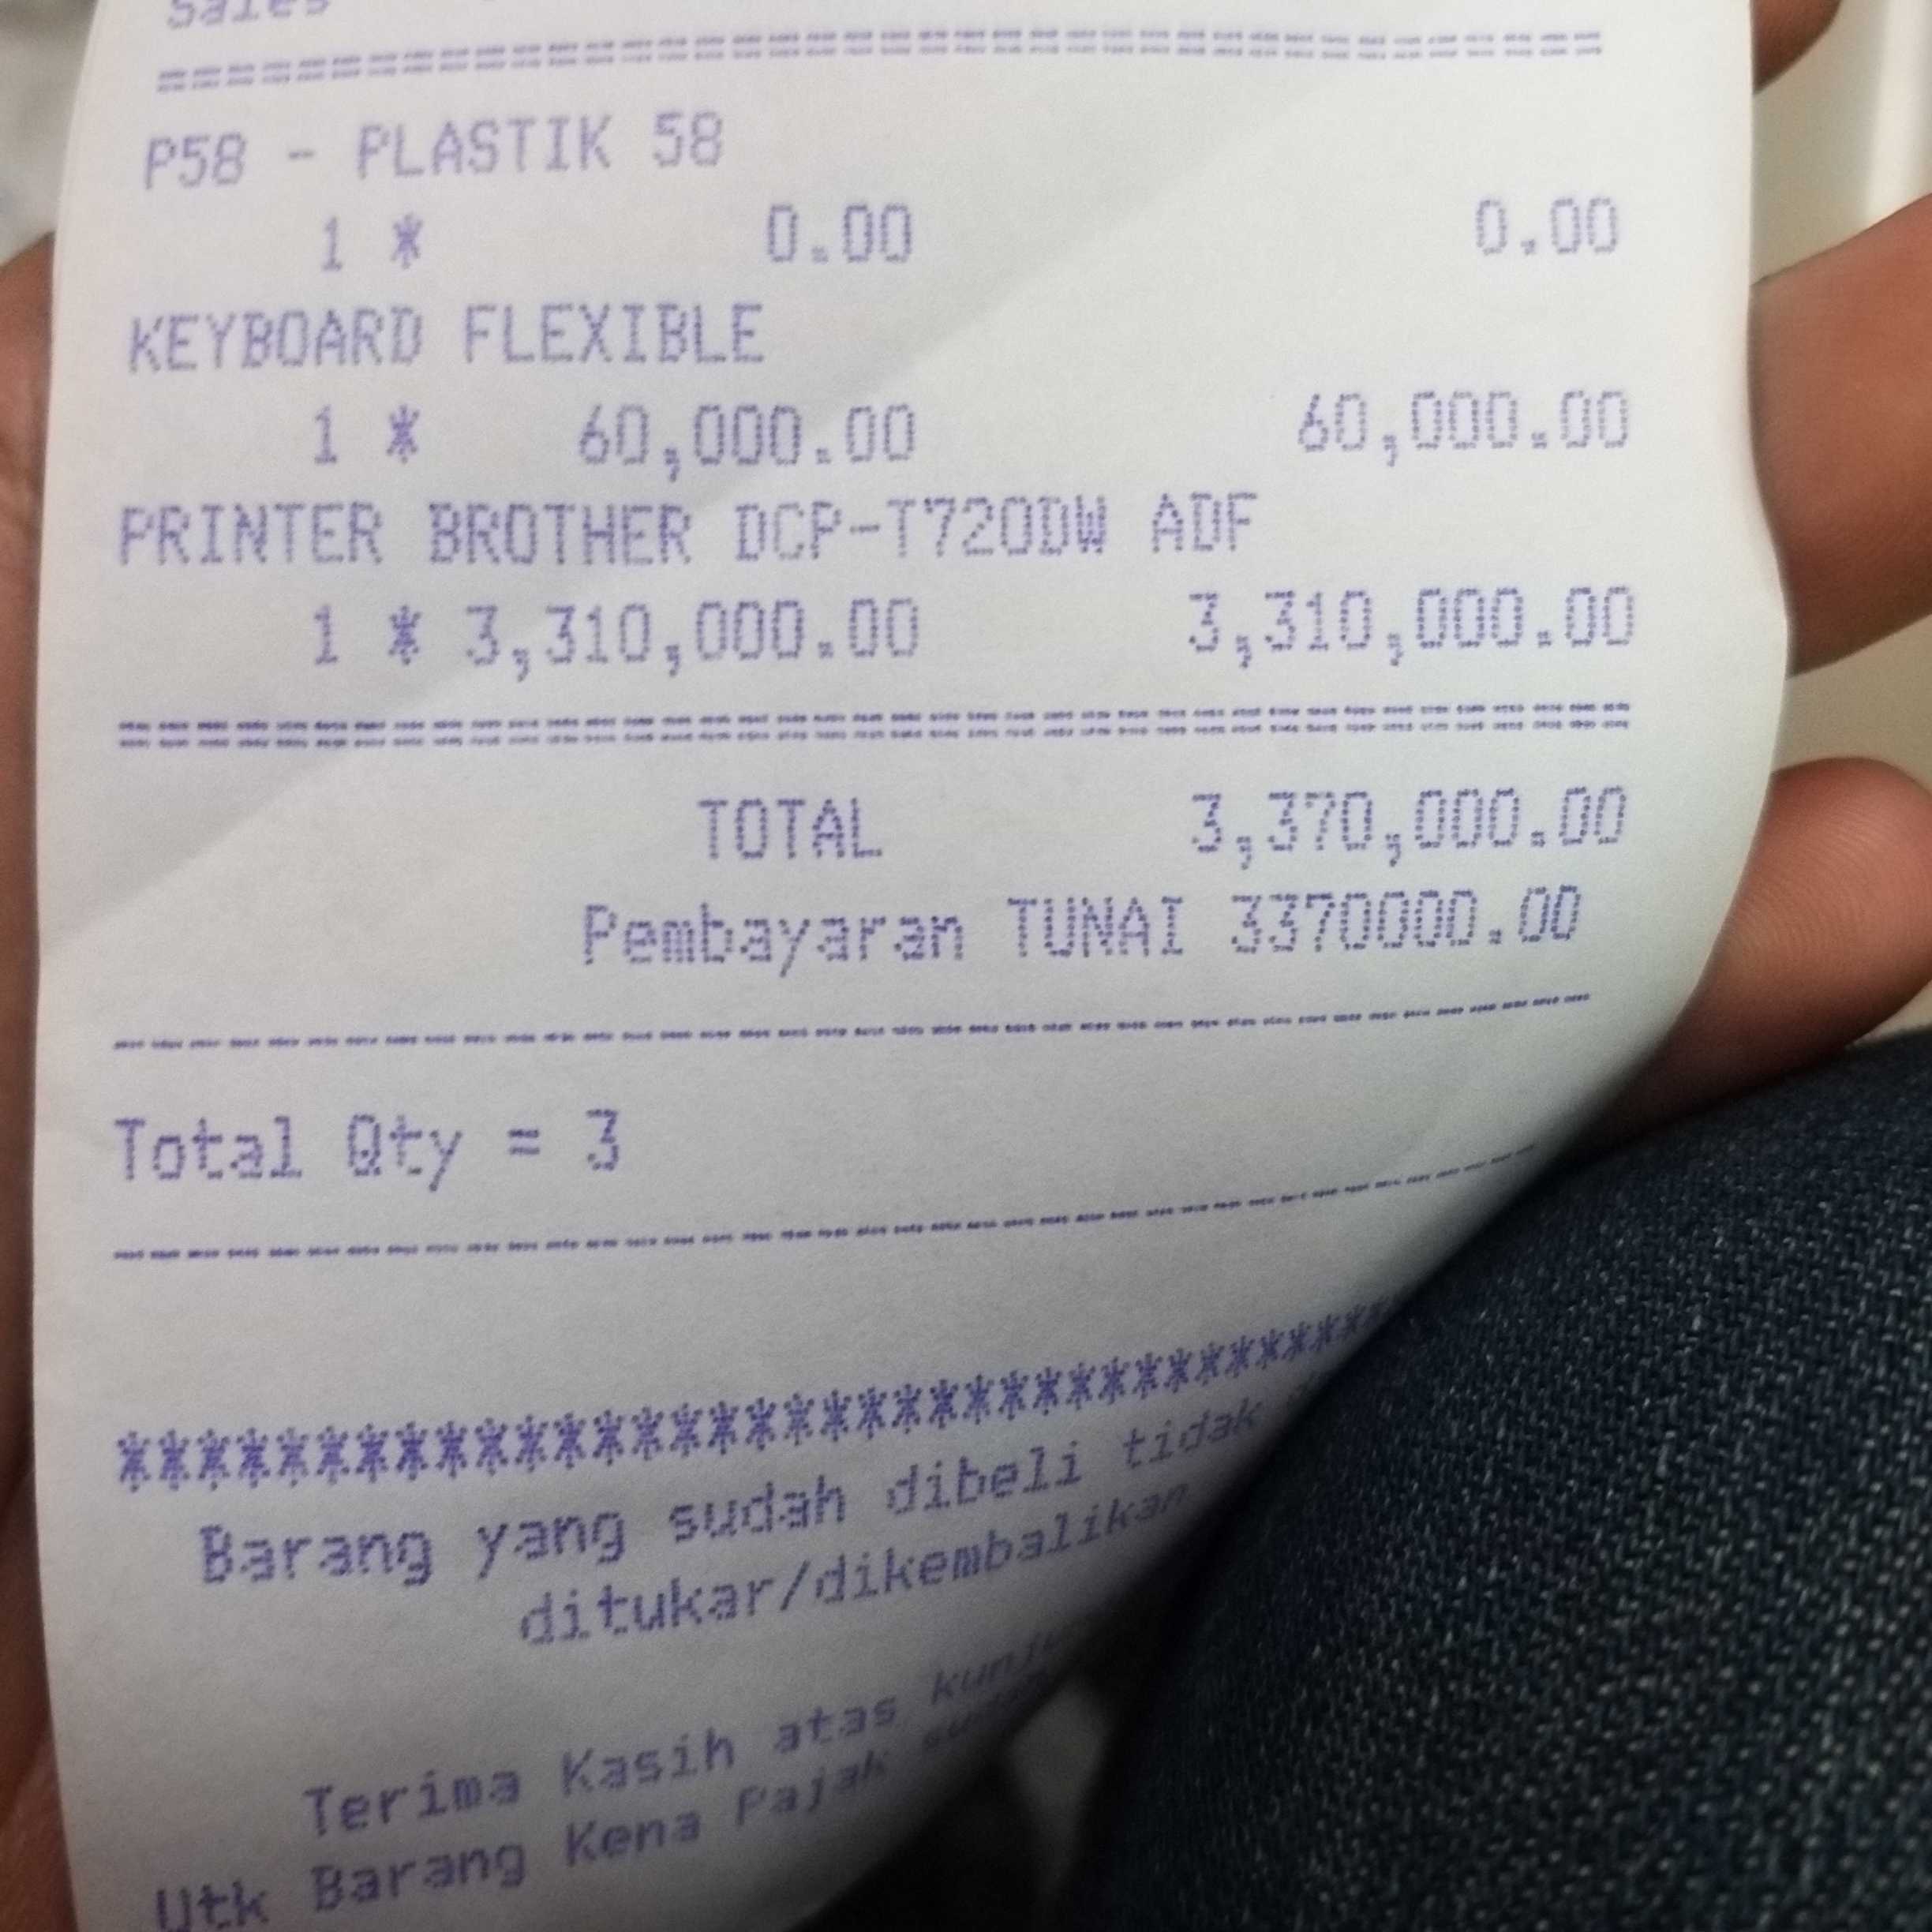 Sales
P58 - PLASTIK 58
1 * 0.00 0.00
KEYBOARD FLEXIBLE
1 * 60,000.00 60,000.00
PRINTER BROTHER DCP-T720DW ADF
1 * 3,310,000.00 3,310,000.00
TOTAL 3,370,000.00
Pembayaran TUNAI 3370000.00
Total Qty = 3
************************************
Barang yang sudah dibeli tidak
ditukar/dikembalikan
Terima Kasih atas
Utk Barang Kena Pajak